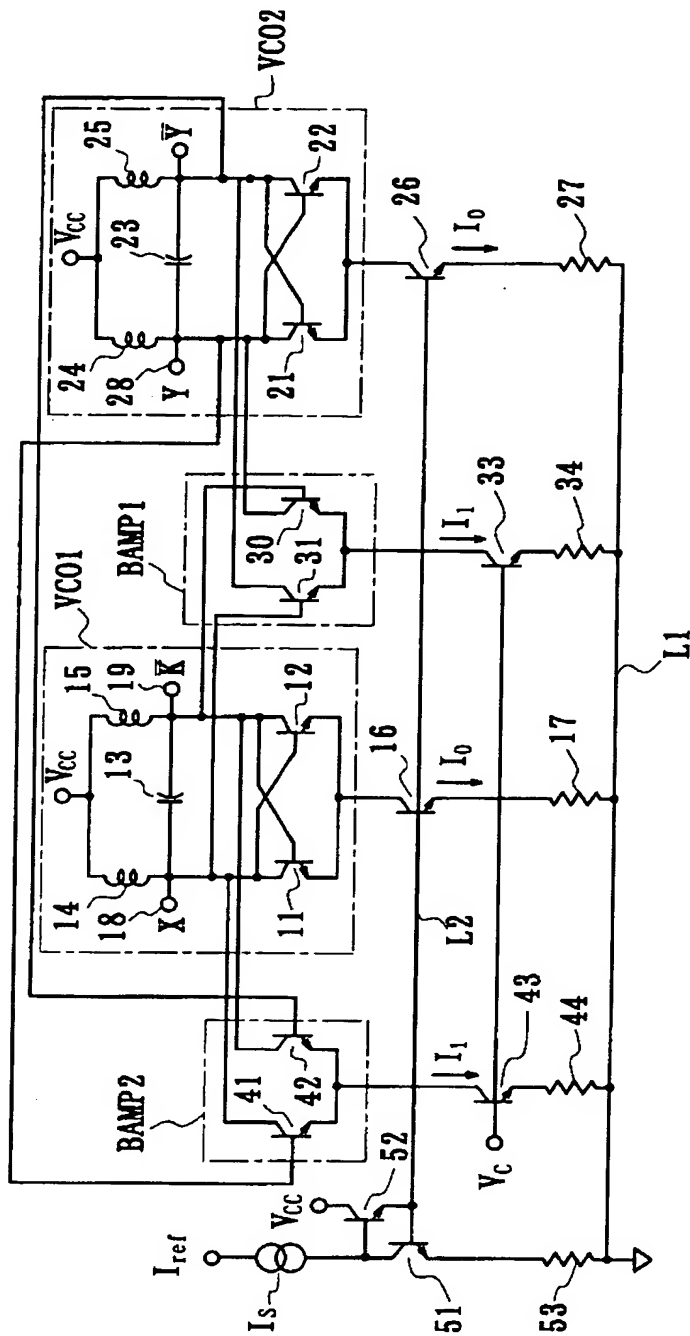 VCO2
VCO1
BAMP1
BAMP2
VCC
24
25
23
28
Y
Y̅
21
22
26
I0
27
30
31
I1
33
34
VCC
14
15
13
18
19
X
K̅
11
12
16
I0
17
L1
L2
41
42
I1
43
44
VC
VCC
52
Iref
IS
51
53